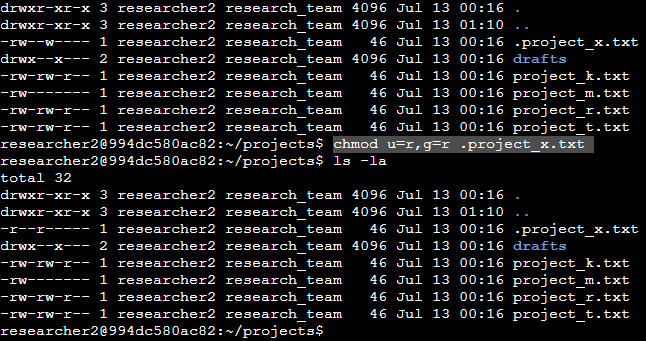 drwxr-xr-x 3 researcher2 research_team 4096 Jul 13 00:16 .
drwxr-xr-x 3 researcher2 research_team 4096 Jul 13 01:10 ..
-rw--w---- 1 researcher2 research_team   46 Jul 13 00:16 .project_x.txt
drwx--x--- 2 researcher2 research_team 4096 Jul 13 00:16 drafts
-rw-rw-r-- 1 researcher2 research_team   46 Jul 13 00:16 project_k.txt
-rw------- 1 researcher2 research_team   46 Jul 13 00:16 project_m.txt
-rw-rw-r-- 1 researcher2 research_team   46 Jul 13 00:16 project_r.txt
-rw-rw-r-- 1 researcher2 research_team   46 Jul 13 00:16 project_t.txt
researcher2@994dc580ac82:~/projects$ chmod u=r,g=r .project_x.txt
researcher2@994dc580ac82:~/projects$ ls -la
total 32
drwxr-xr-x 3 researcher2 research_team 4096 Jul 13 00:16 .
drwxr-xr-x 3 researcher2 research_team 4096 Jul 13 01:10 ..
-r--r----- 1 researcher2 research_team   46 Jul 13 00:16 .project_x.txt
drwx--x--- 2 researcher2 research_team 4096 Jul 13 00:16 drafts
-rw-rw-r-- 1 researcher2 research_team   46 Jul 13 00:16 project_k.txt
-rw------- 1 researcher2 research_team   46 Jul 13 00:16 project_m.txt
-rw-rw-r-- 1 researcher2 research_team   46 Jul 13 00:16 project_r.txt
-rw-rw-r-- 1 researcher2 research_team   46 Jul 13 00:16 project_t.txt
researcher2@994dc580ac82:~/projects$